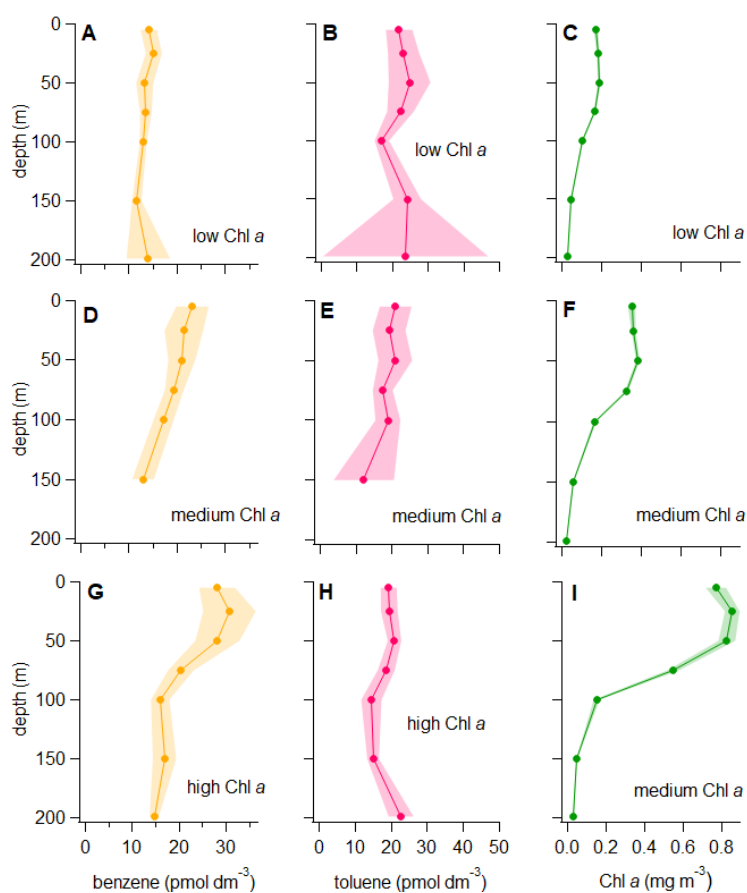 A B C
0
50
100
150
200
depth (m)
low Chl a
low Chl a
low Chl a
D E F
0
50
100
150
200
depth (m)
medium Chl a
medium Chl a
medium Chl a
G H I
0
50
100
150
200
depth (m)
high Chl a
high Chl a
medium Chl a
0 10 20 30
0 10 20 30 40 50
0.0 0.2 0.4 0.6 0.8
benzene (pmol dm⁻³)
toluene (pmol dm⁻³)
Chl a (mg m⁻³)